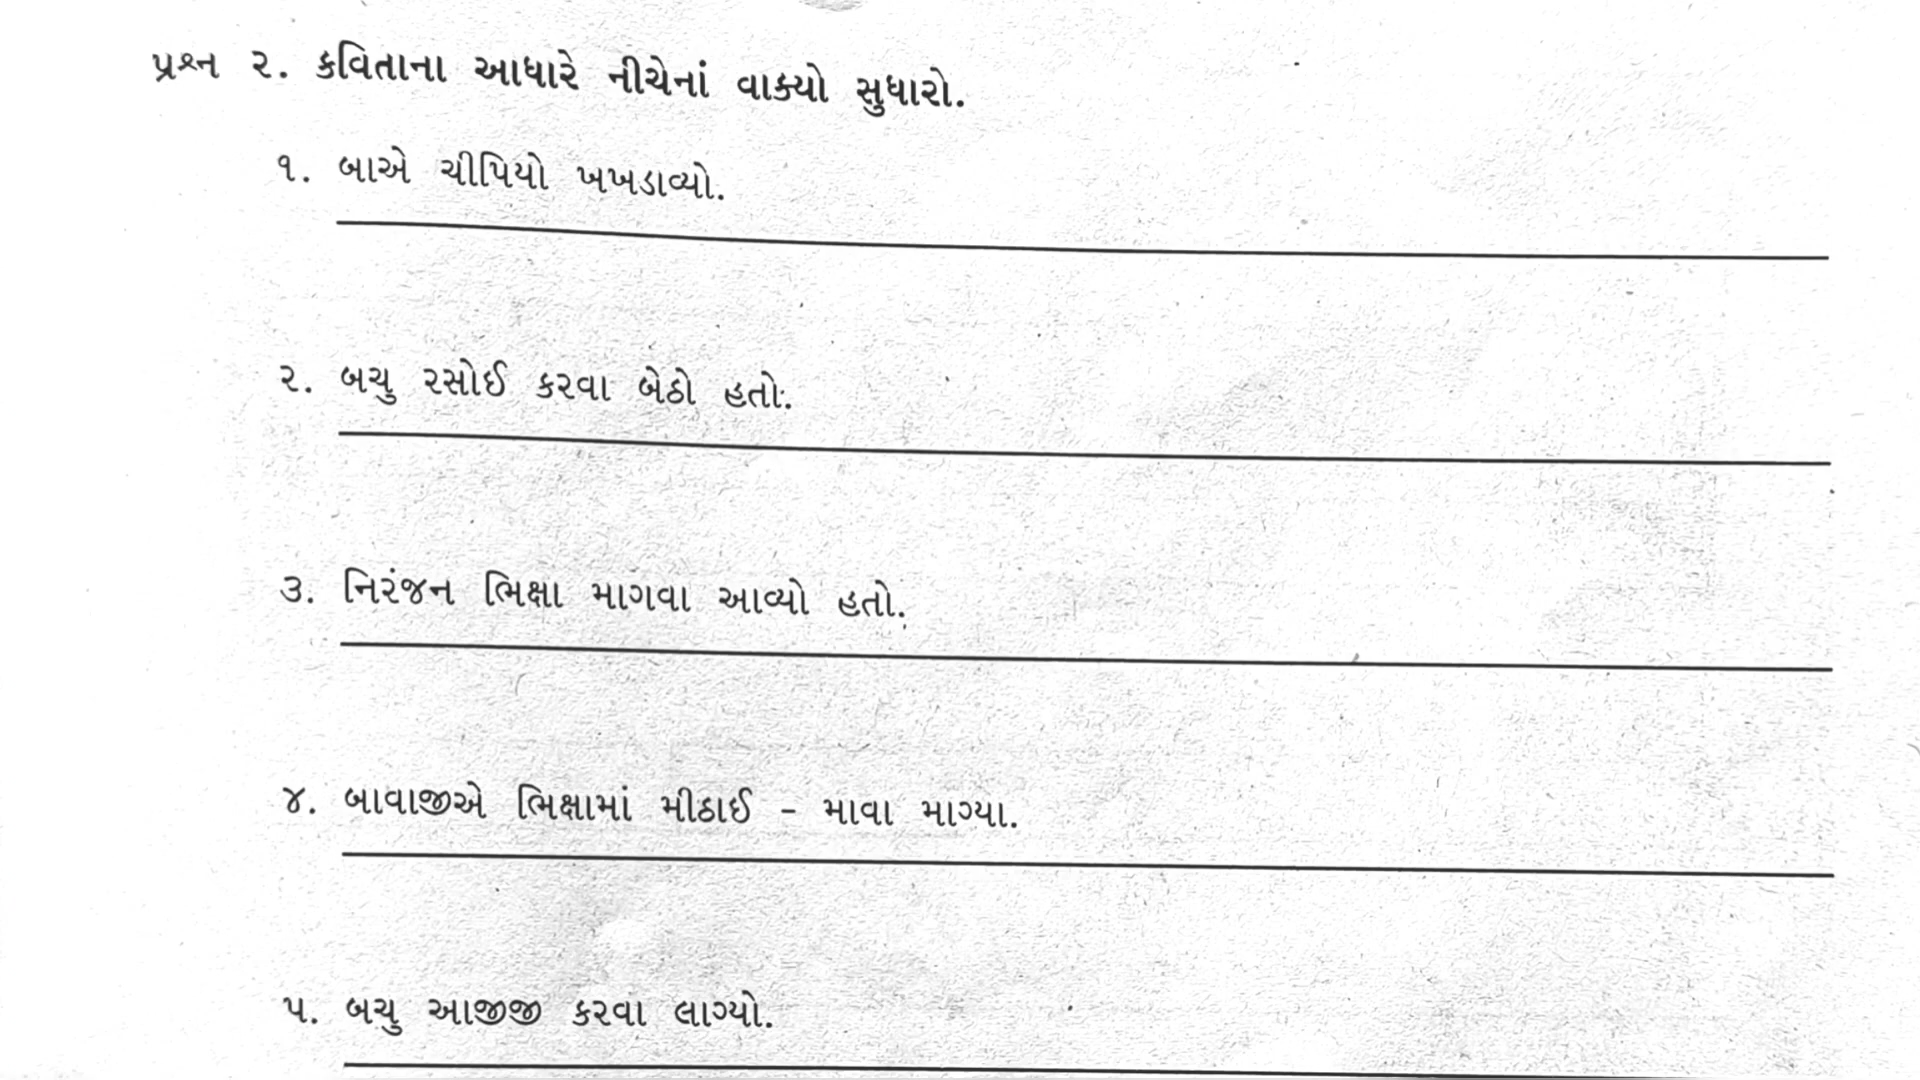 પ્રશ્ન ૨. કવિતાના આધારે નીચેનાં વાક્યો સુધારો.
૧. બાએ ચીપિયો ખખડાવ્યો.
૨. બચુ રસોઈ કરવા બેઠો હતો.
૩. નિરંજન ભિક્ષા માગવા આવ્યો હતો.
૪. બાવાજીએ ભિક્ષામાં મીઠાઈ - માવા માગ્યા.
૫. બચુ આજીજી કરવા લાગ્યો.